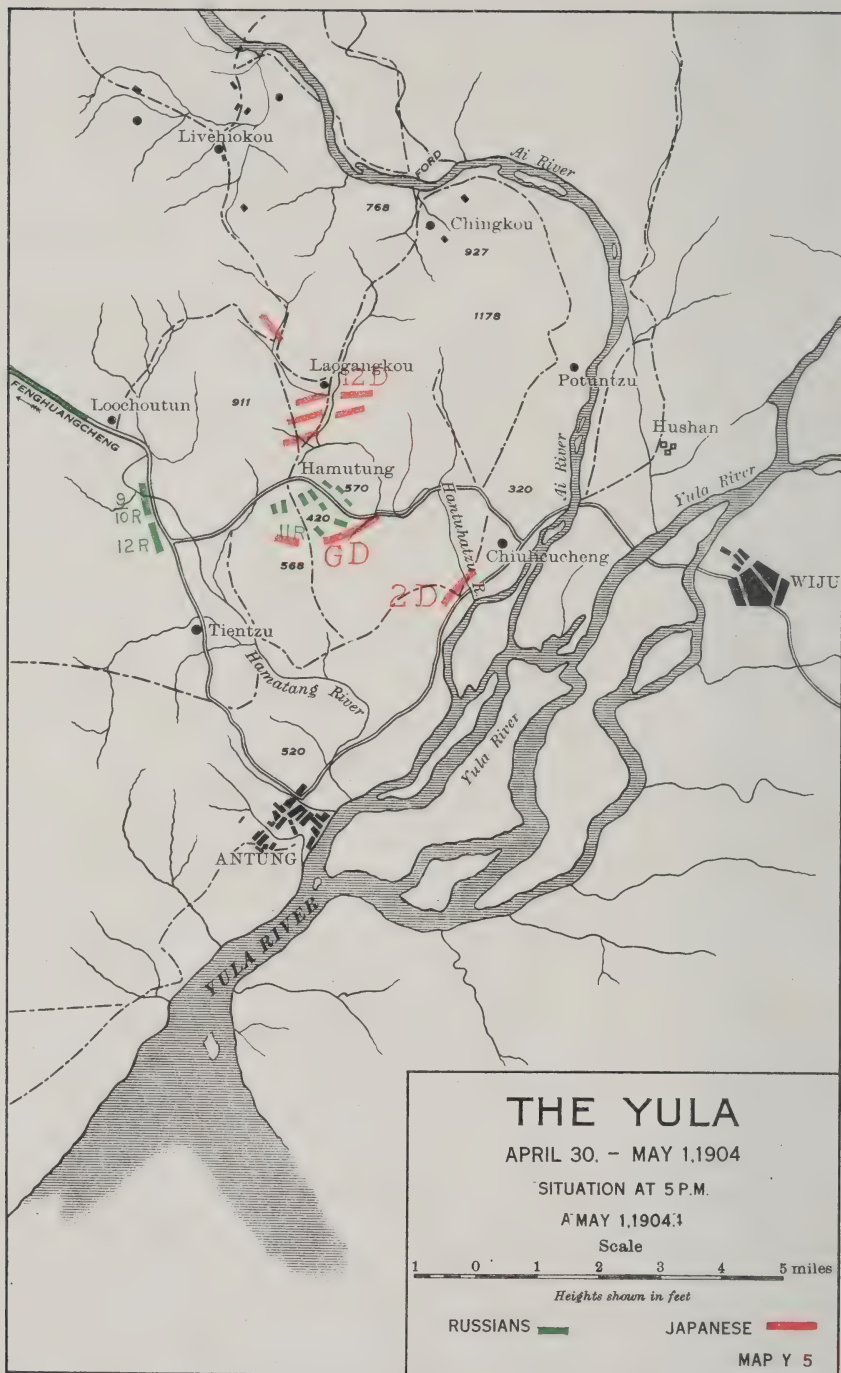 Livehiokou
FORD
Ai River
768
Chingkou
927
1178
Laogangkou
12D
911
Potuntzu
FENGHUANGCHENG
Loochoutun
Hushan
Hamutung
570
Ai River
Yula River
320
9
10R
420
Hantuhatzu R.
12R
11R
GD
568
WIJU
2D
Tientzu
Hamatang River
Yula River
520
ANTUNG
YULA RIVER
THE YULA
APRIL 30. - MAY 1,1904
SITUATION AT 5 P.M.
MAY 1,1904
Scale
1 0 1 2 3 4 5 miles
Heights shown in feet
RUSSIANS
JAPANESE
MAP Y 5